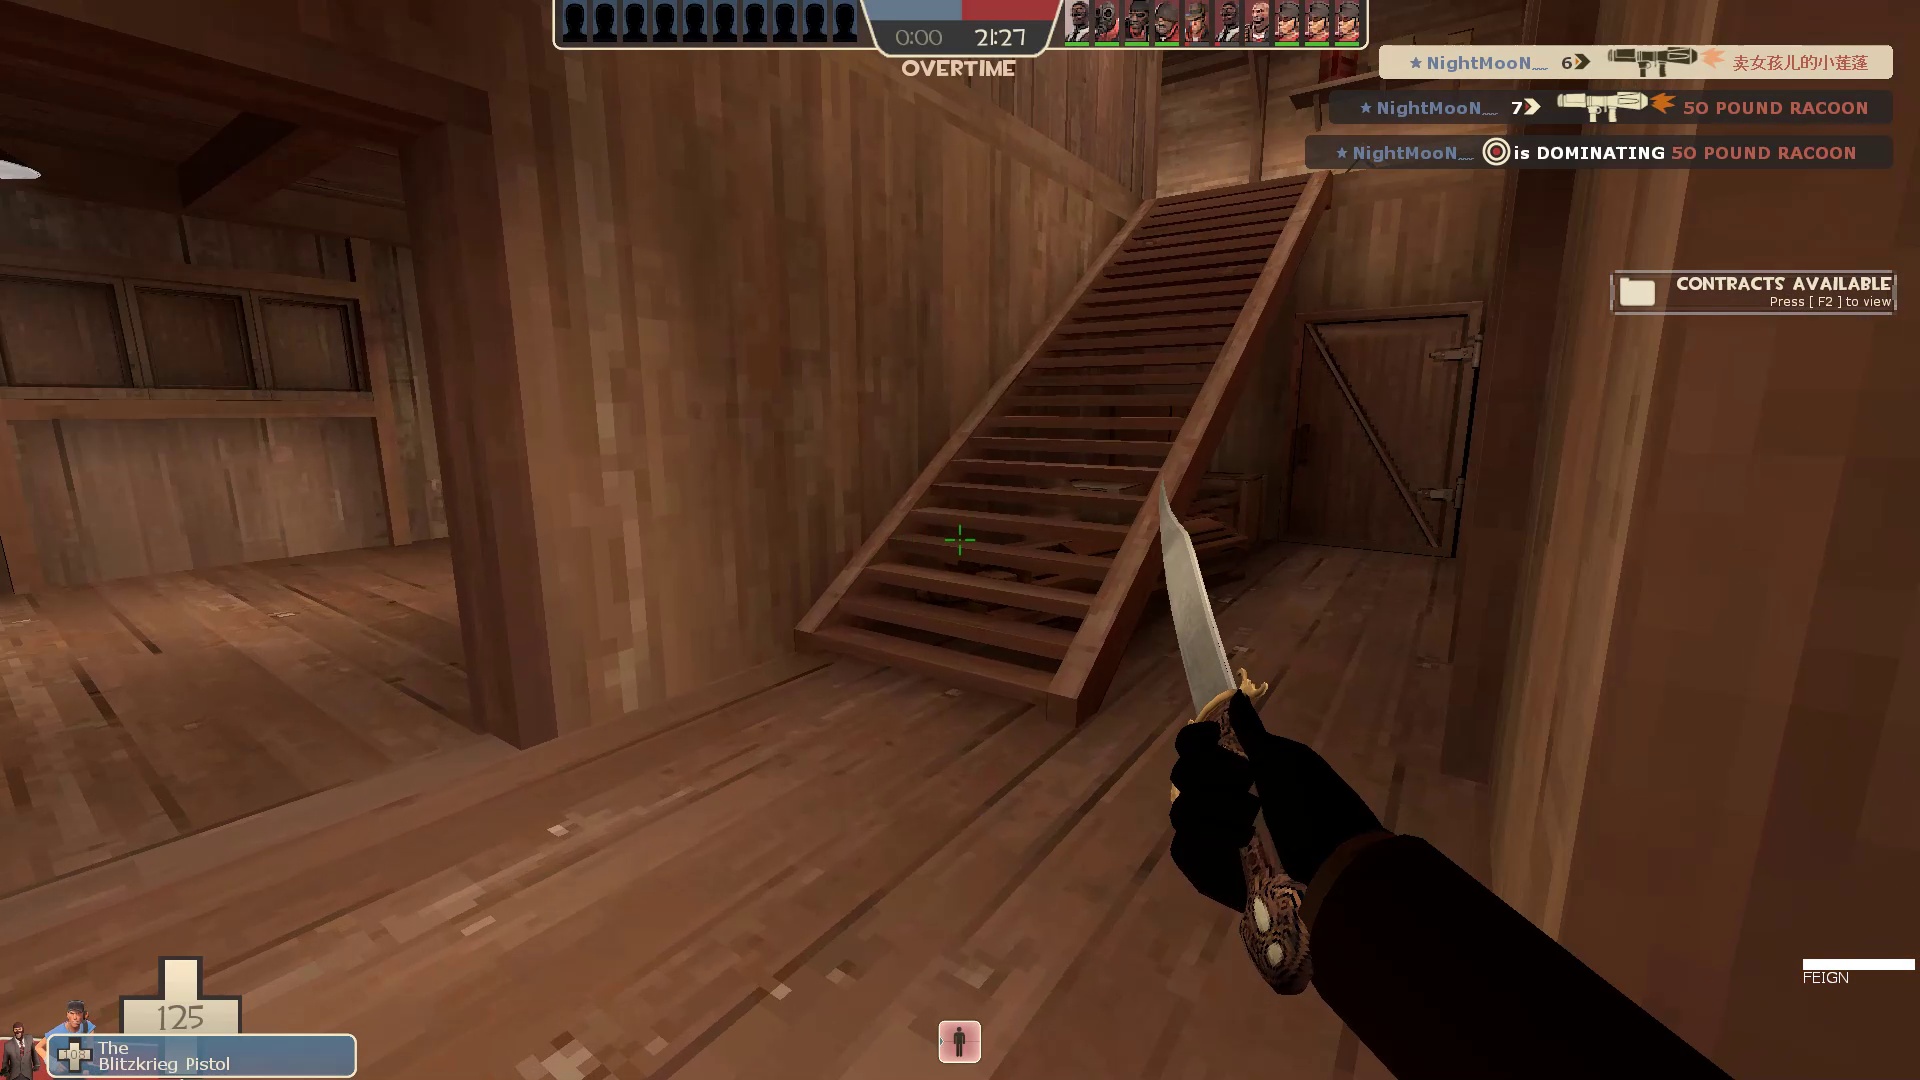 0:00 21:27
OVERTIME
★ NightMooN﹏ 6 卖女孩儿的小莲蓬
★ NightMooN﹏ 7 50 POUND RACOON
★ NightMooN﹏ is DOMINATING 50 POUND RACOON
CONTRACTS AVAILABLE
Press [ F2 ] to view
FEIGN
125
108
The
Blitzkrieg Pistol